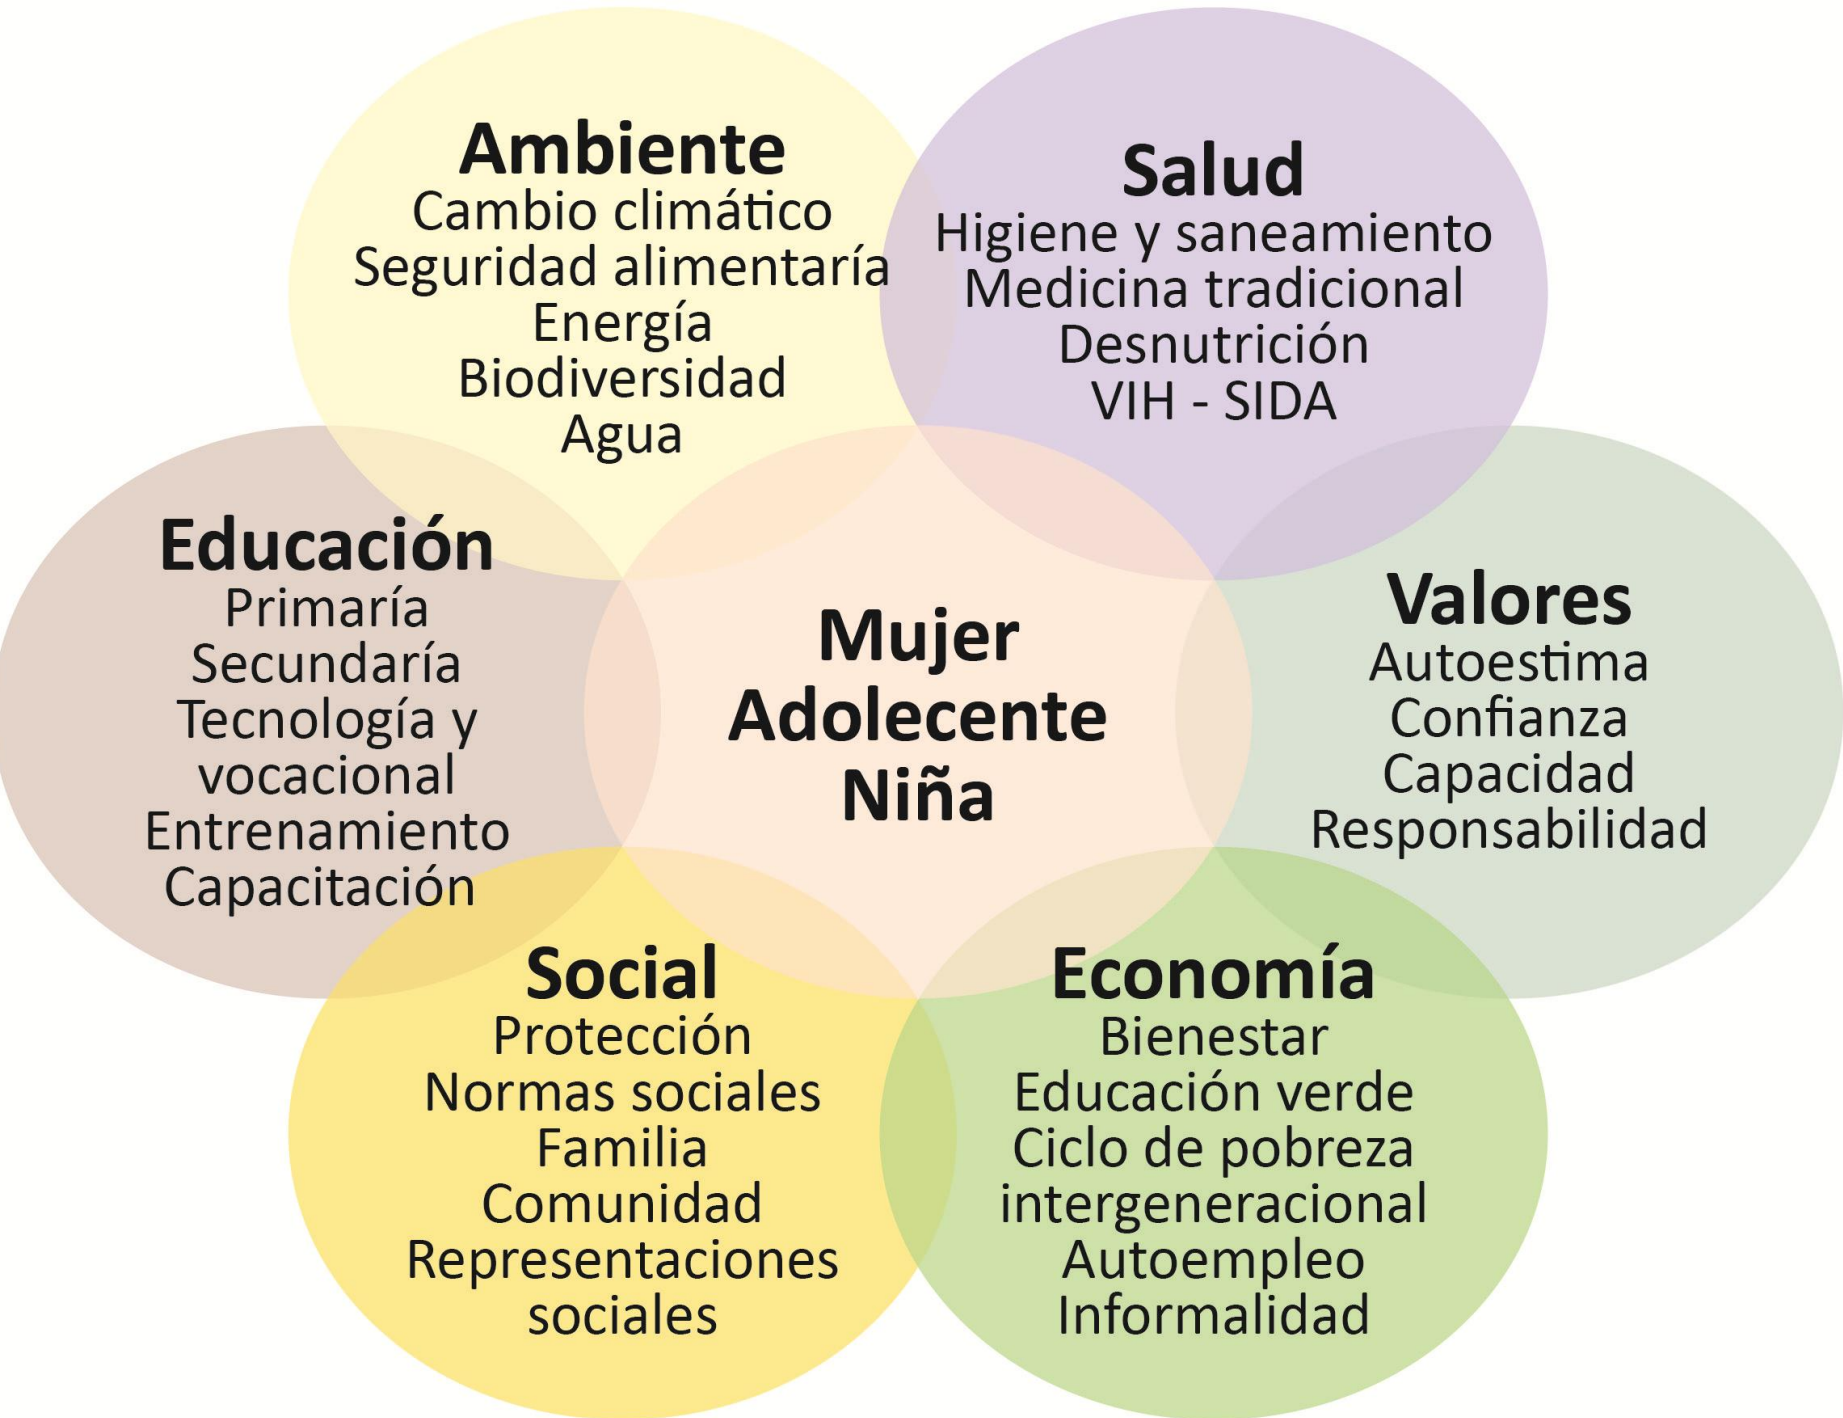 Ambiente
Cambio climático
Seguridad alimentaría
Energía
Biodiversidad
Agua
Salud
Higiene y saneamiento
Medicina tradicional
Desnutrición
VIH - SIDA
Educación
Primaría
Secundaría
Tecnología y
vocacional
Entrenamiento
Capacitación
Mujer
Adolecente
Niña
Valores
Autoestima
Confianza
Capacidad
Responsabilidad
Social
Protección
Normas sociales
Familia
Comunidad
Representaciones
sociales
Economía
Bienestar
Educación verde
Ciclo de pobreza
intergeneracional
Autoempleo
Informalidad